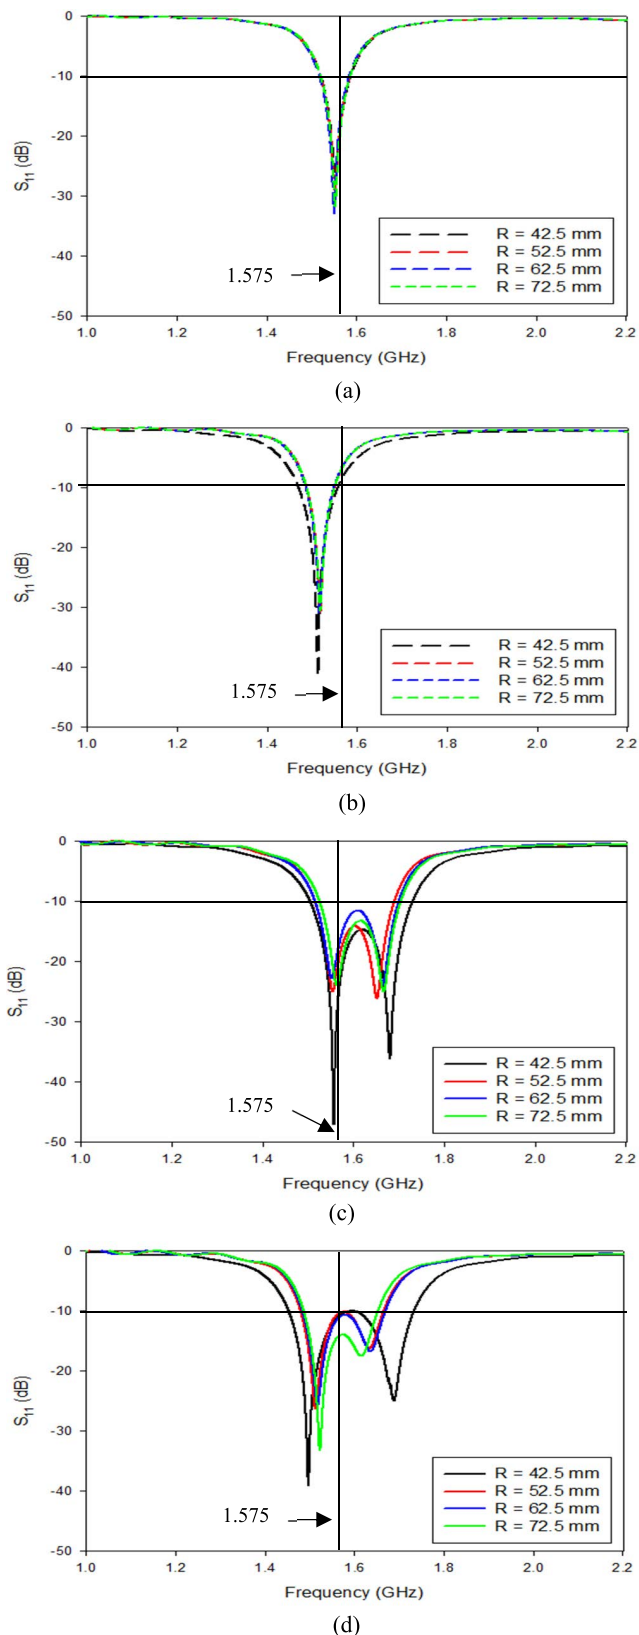 0
-10
-20
-30
-40
-50
S11 (dB)
1.575
R = 42.5 mm
R = 52.5 mm
R = 62.5 mm
R = 72.5 mm
1.0 1.2 1.4 1.6 1.8 2.0 2.2
Frequency (GHz)
(a)
0
-10
-20
-30
-40
-50
S11 (dB)
1.575
R = 42.5 mm
R = 52.5 mm
R = 62.5 mm
R = 72.5 mm
1.0 1.2 1.4 1.6 1.8 2.0 2.2
Frequency (GHz)
(b)
0
-10
-20
-30
-40
-50
S11 (dB)
1.575
R = 42.5 mm
R = 52.5 mm
R = 62.5 mm
R = 72.5 mm
1.0 1.2 1.4 1.6 1.8 2.0 2.2
Frequency (GHz)
(c)
0
-10
-20
-30
-40
-50
S11 (dB)
1.575
R = 42.5 mm
R = 52.5 mm
R = 62.5 mm
R = 72.5 mm
1.0 1.2 1.4 1.6 1.8 2.0 2.2
Frequency (GHz)
(d)